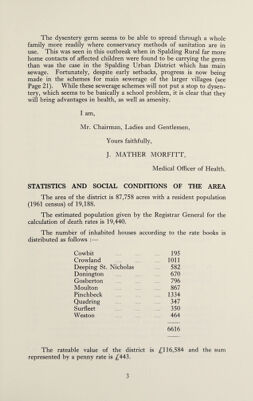 The dysentery germ seems to be able to spread through a whole
family more readily where conservancy methods of sanitation are in
use. This was seen in this outbreak when in Spalding Rural far more
home contacts of affected children were found to be carrying the germ
than was the case in the Spalding Urban District which has main
sewage. Fortunately, despite early setbacks, progress is now being
made in the schemes for main sewerage of the larger villages (see
Page 21). While these sewerage schemes will not put a stop to dysen-
tery, which seems to be basically a school problem, it is clear that they
will bring advantages in health, as well as amenity.
I am,
Mr. Chairman, Ladies and Gentlemen,
Yours faithfully,
J. MATHER MORFITT,
Medical Officer of Health.
STATISTICS AND SOCIAL CONDITIONS OF THE AREA
The area of the district is 87,758 acres with a resident population
(1961 census) of 19,188.
The estimated population given by the Registrar General for the
calculation of death rates is 19,440.
The number of inhabited houses according to the rate books is
distributed as follows :—
Cowbit ... ... ... 195
Crowland ... ... ... 1011
Deeping St. Nicholas ... ... 582
Donington ... ... ... 670
Gosberton ... ... ... 796
Moulton ... ... ... 867
Pinchbeck ... ... ... 1334
Quadring ... ... ... 347
Surfleet ... ... ... 350
Weston ... ... ... 464
6616
The rateable value of the district is £116,584 and the sum
represented by a penny rate is £443.
3